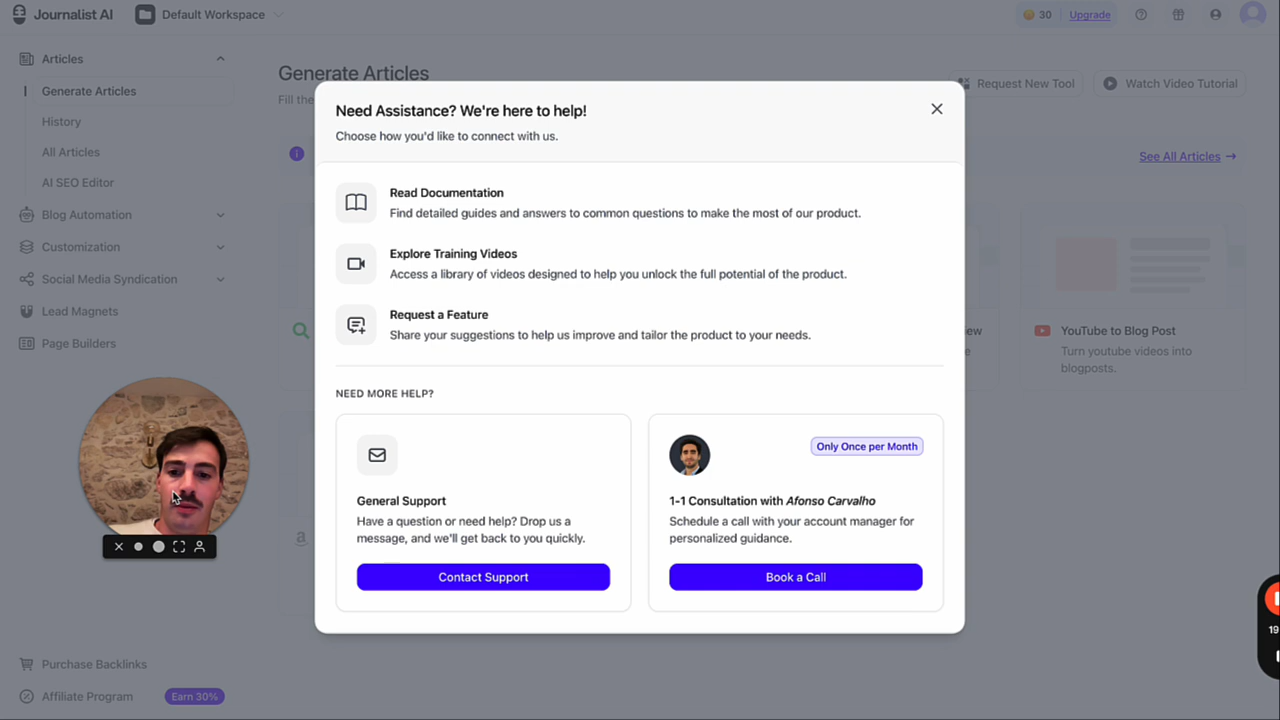 Journalist AI
Default Workspace
30
Upgrade
Articles
Generate Articles
History
All Articles
AI SEO Editor
Blog Automation
Customization
Social Media Syndication
Lead Magnets
Page Builders
Purchase Backlinks
Affiliate Program
Earn 30%
Generate Articles
Fill the
Request New Tool
Watch Video Tutorial
See All Articles
YouTube to Blog Post
Turn youtube videos into
blogposts.
Need Assistance? We're here to help!
Choose how you'd like to connect with us.
Read Documentation
Find detailed guides and answers to common questions to make the most of our product.
Explore Training Videos
Access a library of videos designed to help you unlock the full potential of the product.
Request a Feature
Share your suggestions to help us improve and tailor the product to your needs.
NEED MORE HELP?
General Support
Have a question or need help? Drop us a
message, and we'll get back to you quickly.
Contact Support
Only Once per Month
1-1 Consultation with Afonso Carvalho
Schedule a call with your account manager for
personalized guidance.
Book a Call